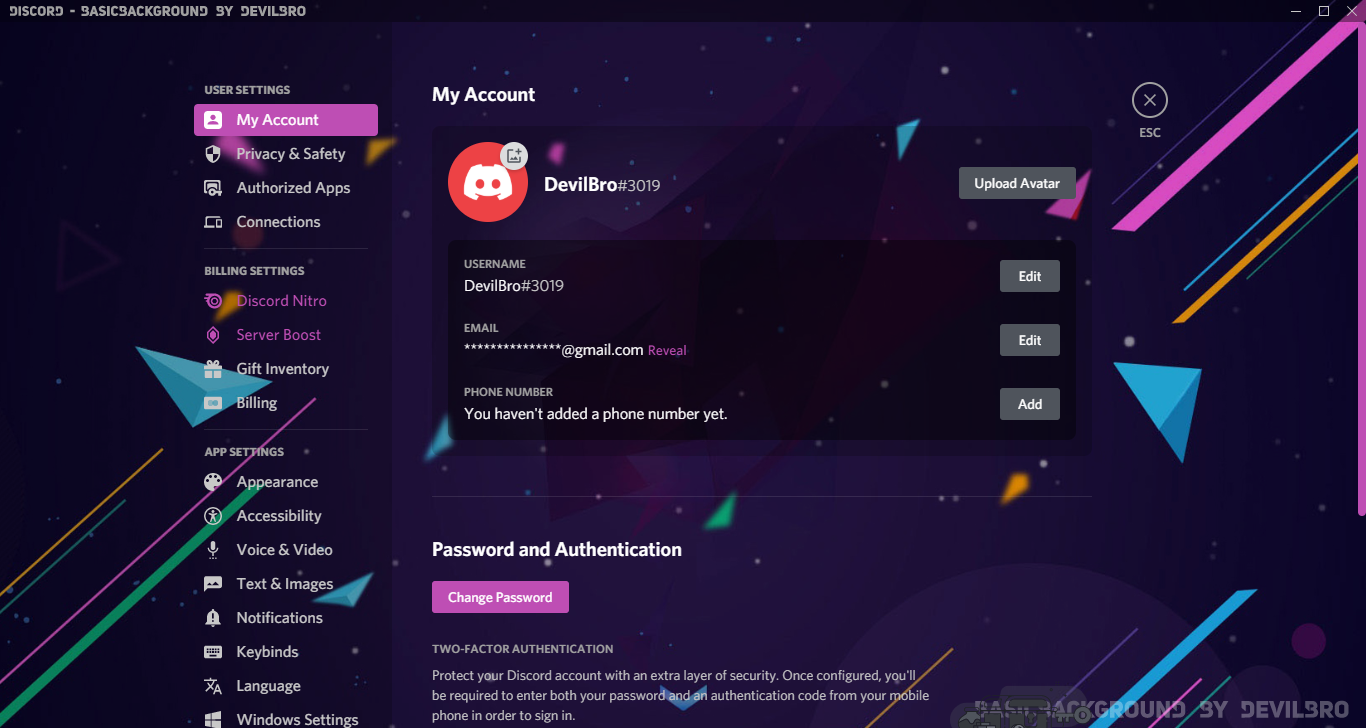 DISCORD - BASICBACKGROUND BY DEVILBRO
USER SETTINGS
My Account
Privacy & Safety
Authorized Apps
Connections
BILLING SETTINGS
Discord Nitro
Server Boost
Gift Inventory
Billing
APP SETTINGS
Appearance
Accessibility
Voice & Video
Text & Images
Notifications
Keybinds
Language
Windows Settings
My Account
DevilBro#3019
Upload Avatar
USERNAME
DevilBro#3019
Edit
EMAIL
***************@gmail.com Reveal
Edit
PHONE NUMBER
You haven't added a phone number yet.
Add
Password and Authentication
Change Password
TWO-FACTOR AUTHENTICATION
Protect your Discord account with an extra layer of security. Once configured, you'll
be required to enter both your password and an authentication code from your mobile
phone in order to sign in.
ESC
BASICBACKGROUND BY DEVILBRO